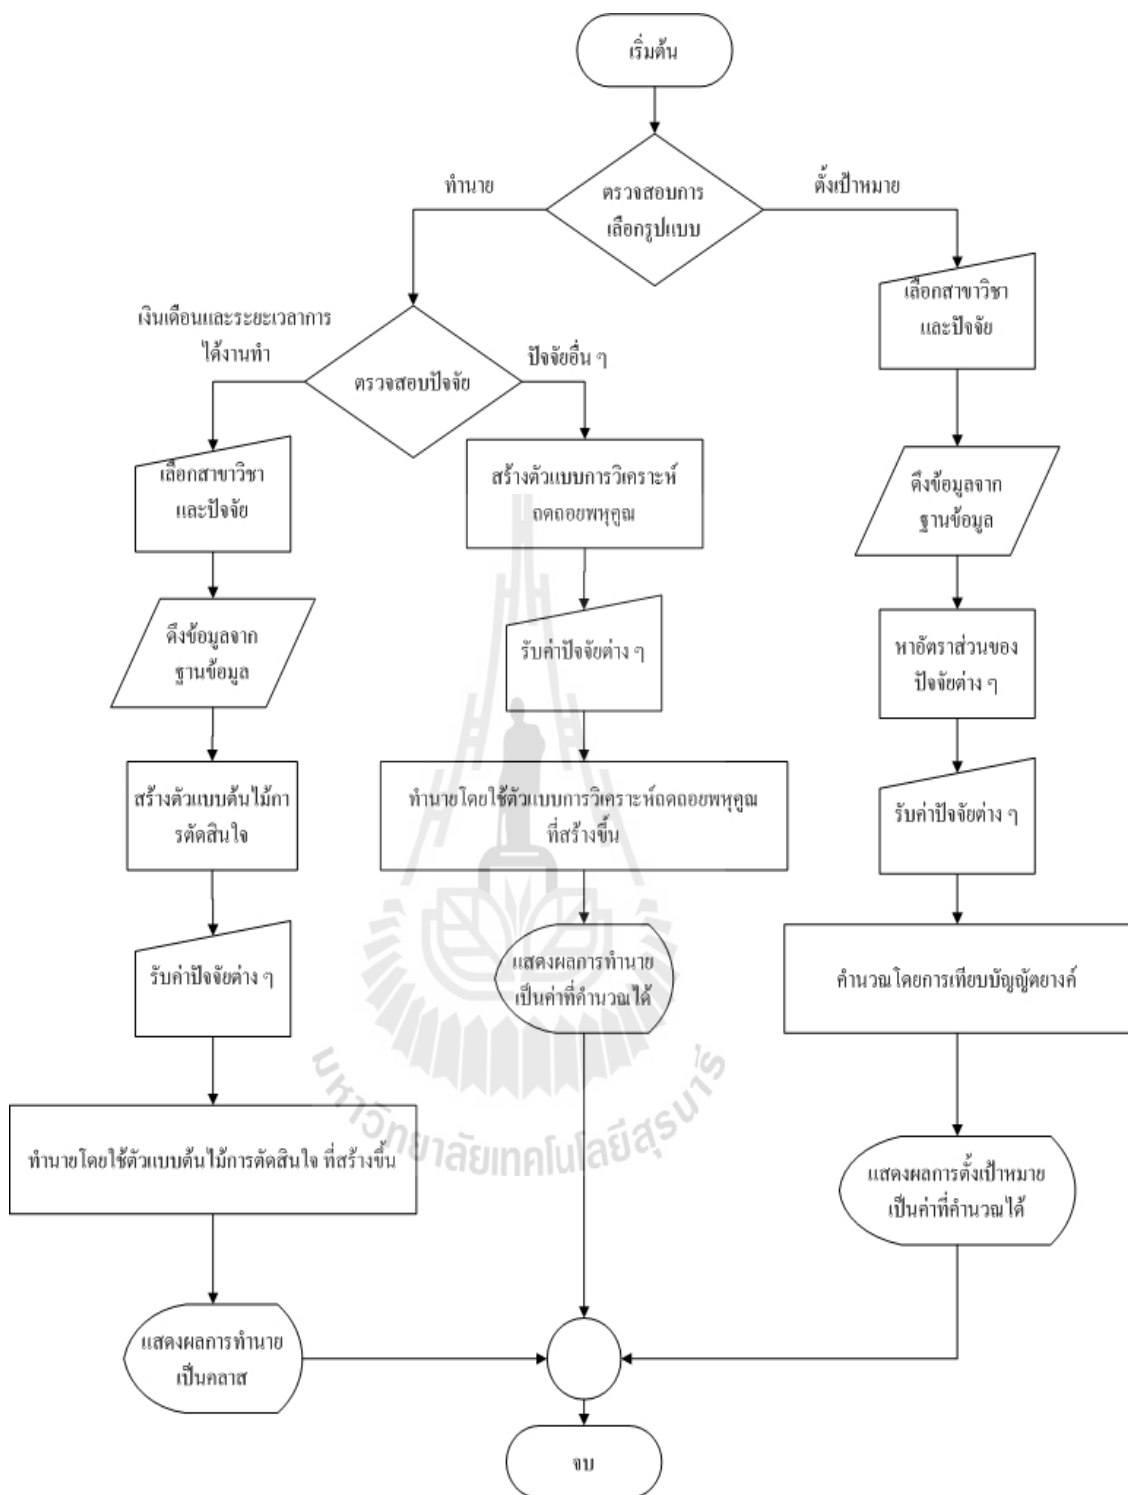 เริ่มต้น
ตรวจสอบการ
เลือกรูปแบบ
ทำนาย
ตั้งเป้าหมาย
ตรวจสอบปัจจัย
เงินเดือนและระยะเวลาการ
ได้งานทำ
ปัจจัยอื่น ๆ
เลือกสาขาวิชา
และปัจจัย
ดึงข้อมูลจาก
ฐานข้อมูล
สร้างตัวแบบต้นไม้กา
รตัดสินใจ
รับค่าปัจจัยต่าง ๆ
ทำนายโดยใช้ตัวแบบต้นไม้การตัดสินใจ ที่สร้างขึ้น
แสดงผลการทำนาย
เป็นคลาส
สร้างตัวแบบการวิเคราะห์
ถดถอยพหุคูณ
รับค่าปัจจัยต่าง ๆ
ทำนายโดยใช้ตัวแบบการวิเคราะห์ถดถอยพหุคูณ
ที่สร้างขึ้น
แสดงผลการทำนาย
เป็นค่าที่คำนวณได้
เลือกสาขาวิชา
และปัจจัย
ดึงข้อมูลจาก
ฐานข้อมูล
หาอัตราส่วนของ
ปัจจัยต่าง ๆ
รับค่าปัจจัยต่าง ๆ
คำนวณโดยการเทียบบัญญัตยางค์
แสดงผลการตั้งเป้าหมาย
เป็นค่าที่คำนวณได้
จบ
มหาวิทยาลัยเทคโนโลยีสุรนารี